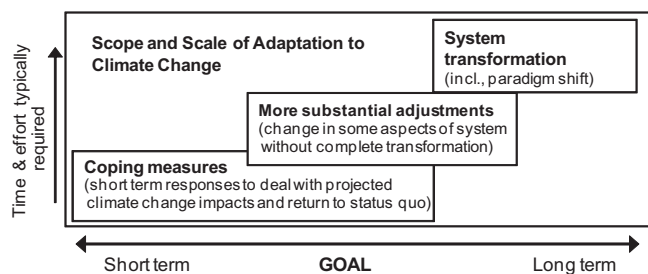 Scope and Scale of Adaptation to
Climate Change
System
transformation
(incl., paradigm shift)
More substantial adjustments
(change in some aspects of system
without complete transformation)
Coping measures
(short term responses to deal with projected
climate change impacts and return to status quo)
Time & effort typically
required
Short term
GOAL
Long term